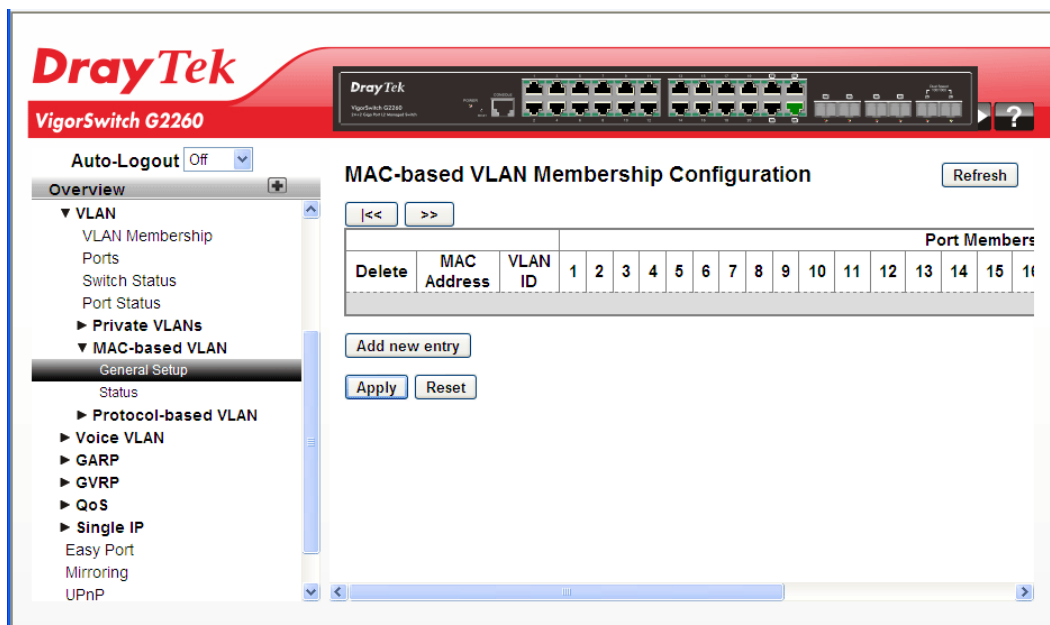 DrayTek
VigorSwitch G2260
DrayTek
VigorSwitch G2260
?
Auto-Logout Off
Overview
▼ VLAN
VLAN Membership
Ports
Switch Status
Port Status
► Private VLANs
▼ MAC-based VLAN
General Setup
Status
► Protocol-based VLAN
► Voice VLAN
► GARP
► GVRP
► QoS
► Single IP
Easy Port
Mirroring
UPnP
MAC-based VLAN Membership Configuration
Refresh
|<< >>
Port Members
Delete MAC Address VLAN ID 1 2 3 4 5 6 7 8 9 10 11 12 13 14 15 16
Add new entry
Apply Reset